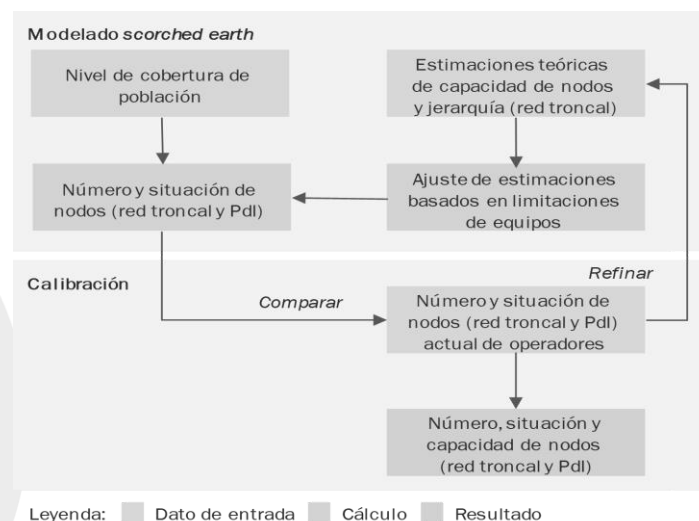 Modelado scorched earth
Nivel de cobertura de
población
Estimaciones teóricas
de capacidad de nodos
y jerarquía (red troncal)
Número y situación de
nodos (red troncal y PdI)
Ajuste de estimaciones
basados en limitaciones
de equipos
Calibración
Comparar
Refinar
Número y situación de
nodos (red troncal y PdI)
actual de operadores
Número, situación y
capacidad de nodos
(red troncal y PdI)
Leyenda: Dato de entrada Cálculo Resultado